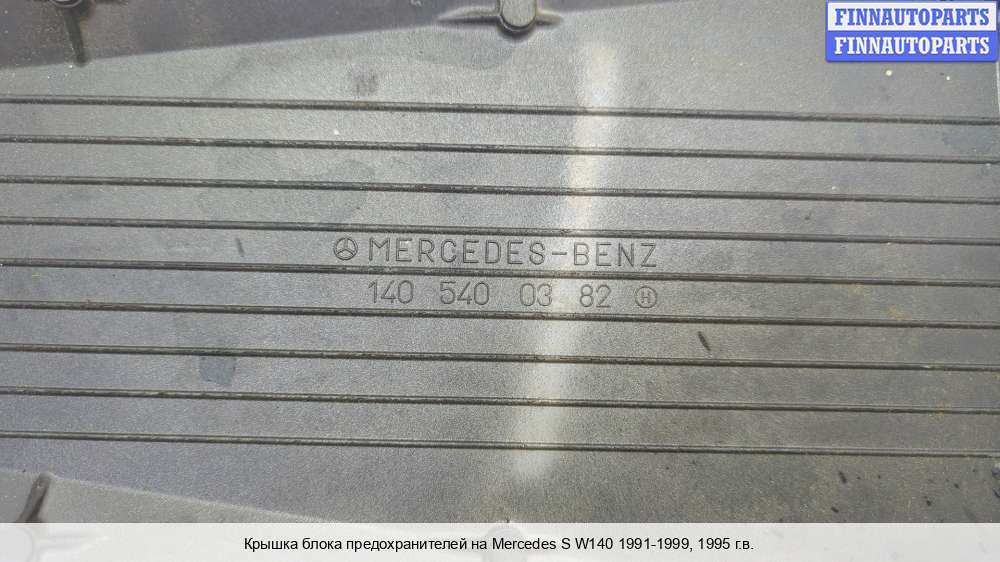 FINNAUTOPARTS
FINNAUTOPARTS
MERCEDES-BENZ
140 540 03 82 H
Крышка блока предохранителей на Mercedes S W140 1991-1999, 1995 г.в.